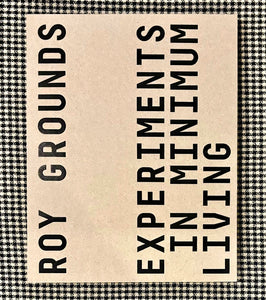 ROY GROUNDS
EXPERIMENTS
IN MINIMUM
LIVING